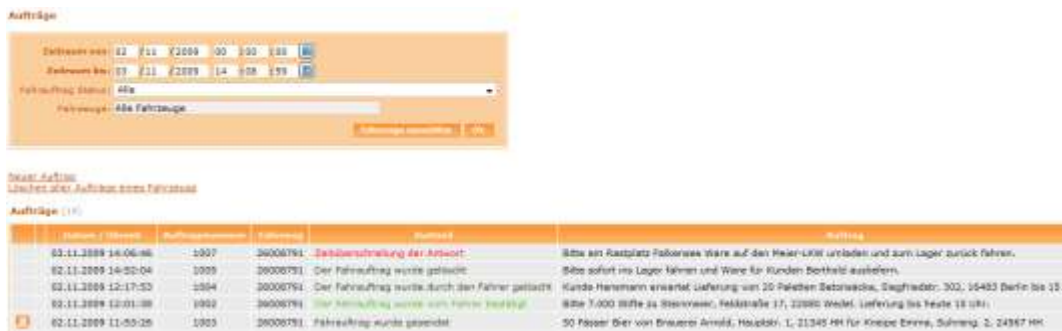 Aufträge
Zeitraum von: 02 /11 /2009 00 :00 :00
Zeitraum bis: 03 /11 /2009 14 :08 :59
Fahrauftrag Status: Alle
Fahrzeuge: Alle Fahrzeuge
Fahrzeuge auswählen OK
Neuer Auftrag
Löschen aller Aufträge eines Fahrzeugs
Aufträge
Datum / Uhrzeit Auftragsnummer Fahrzeug Zustand Auftrag
03.11.2009 14:06:46 1007 26008791 Zeitüberschreitung der Antwort Bitte am Rastplatz Falkensee Ware auf den Meier-LKW umladen und zum Lager zurück fahren.
02.11.2009 14:52:04 1005 26008791 Der Fahrauftrag wurde gelöscht Bitte sofort ins Lager fahren und Ware für Kunden Berthold ausliefern.
02.11.2009 12:17:53 1004 26008791 Der Fahrauftrag wurde durch den Fahrer gelöscht Kunde Hansmann erwartet Lieferung von 20 Paletten Betonsäcke, Siegfriedstr. 302, 16483 Berlin bis 15
02.11.2009 12:01:38 1002 26008791 Der Fahrauftrag wurde vom Fahrer bestätigt Bitte 7.000 Stifte zu Steinmeier, Feldstraße 17, 22880 Wedel. Lieferung bis heute 18 Uhr.
02.11.2009 11:53:26 1003 26008791 Fahrauftrag wurde gesendet 50 Fässer Bier von Brauerei Arnold, Hauptstr. 1, 21345 HH für Kneipe Emma, 2, 24567 HH.